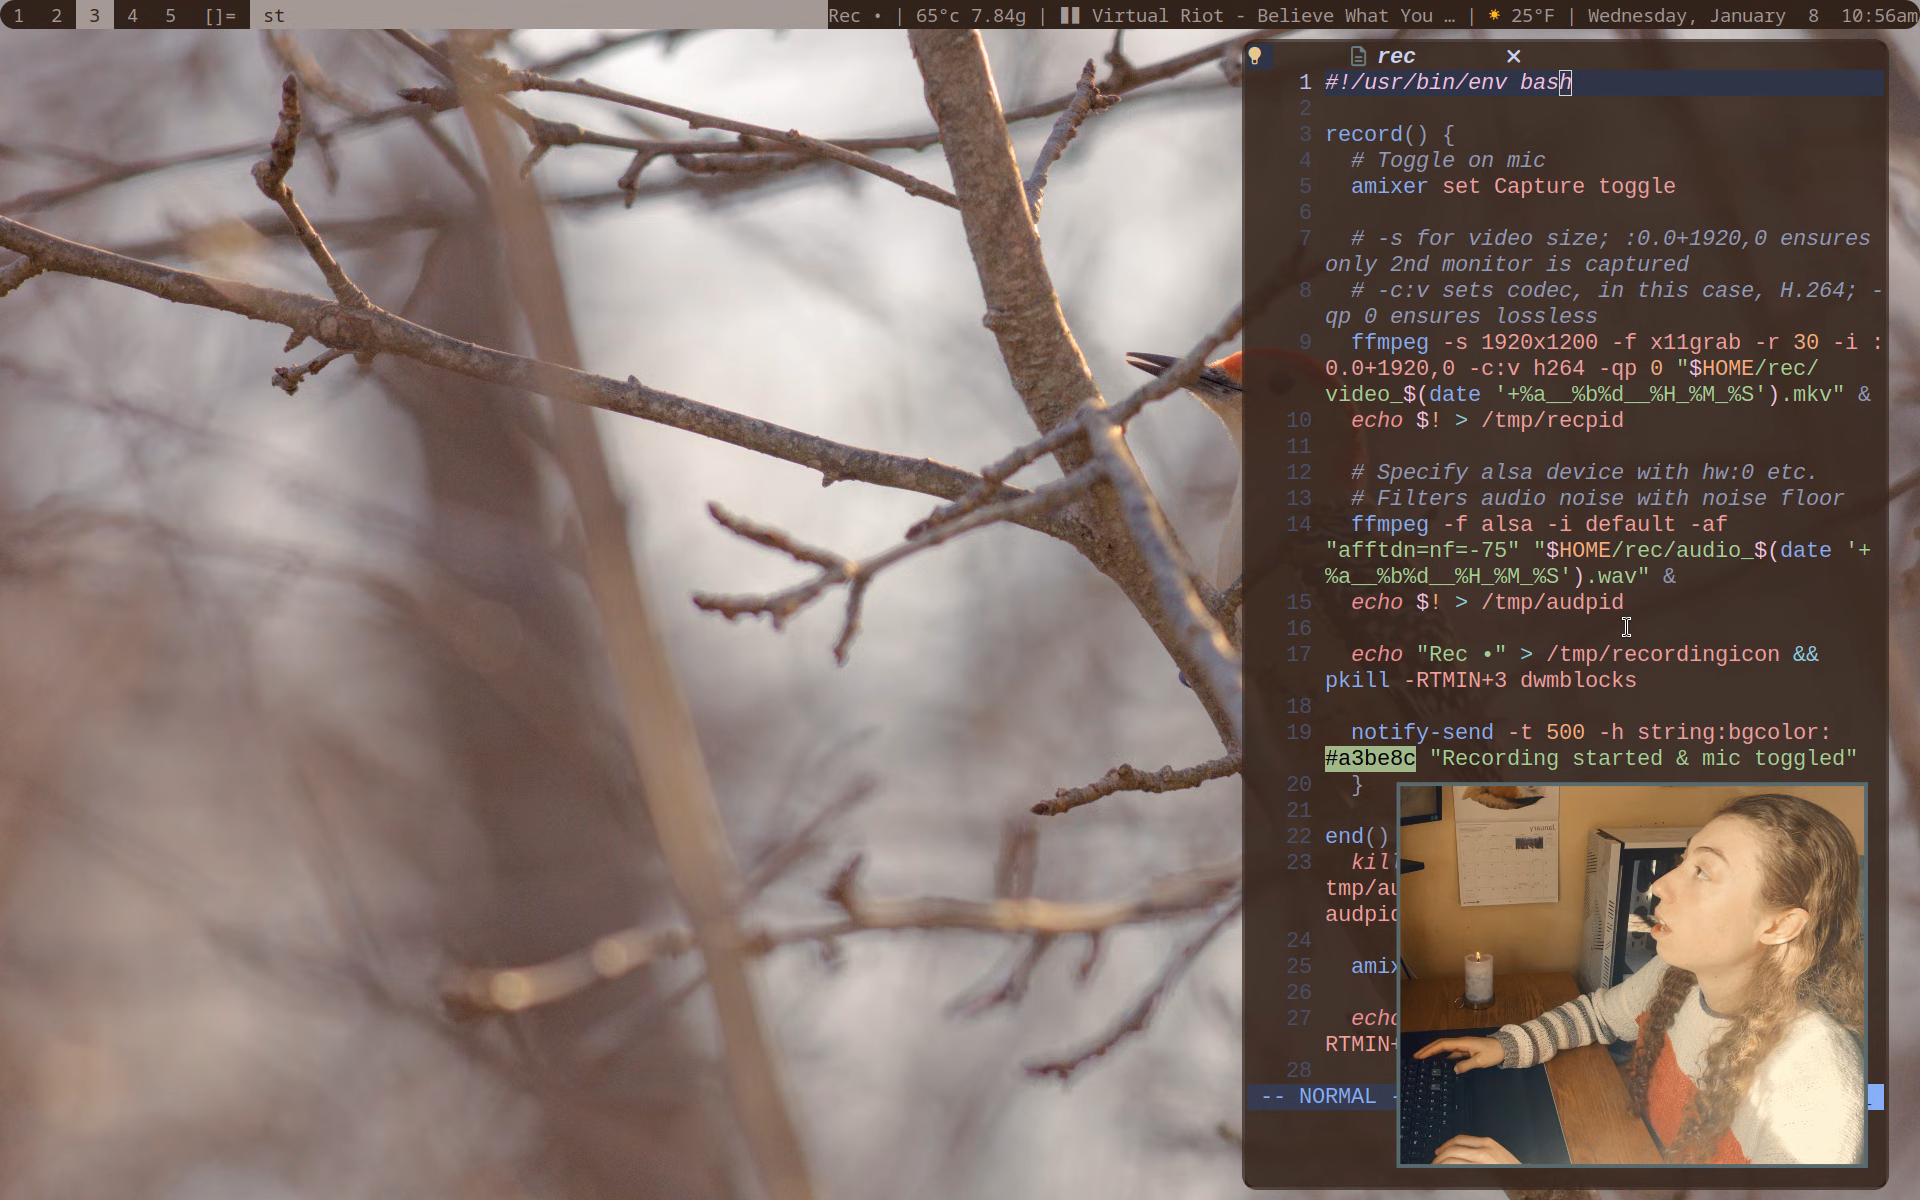 1 2 3 4 5 []= st Rec • | 65°c 7.84g | ▮▮ Virtual Riot - Believe What You … | ☀ 25°F | Wednesday, January 8 10:56am
rec ✕
1 #!/usr/bin/env bash
2
3 record() {
4 # Toggle on mic
5 amixer set Capture toggle
6
7 # -s for video size; :0.0+1920,0 ensures
only 2nd monitor is captured
8 # -c:v sets codec, in this case, H.264; -
qp 0 ensures lossless
9 ffmpeg -s 1920x1200 -f x11grab -r 30 -i :
0.0+1920,0 -c:v h264 -qp 0 "$HOME/rec/
video_$(date '+%a__%b%d__%H_%M_%S').mkv" &
10 echo $! > /tmp/recpid
11
12 # Specify alsa device with hw:0 etc.
13 # Filters audio noise with noise floor
14 ffmpeg -f alsa -i default -af
"afftdn=nf=-75" "$HOME/rec/audio_$(date '+
%a__%b%d__%H_%M_%S').wav" &
15 echo $! > /tmp/audpid
16
17 echo "Rec •" > /tmp/recordingicon &&
pkill -RTMIN+3 dwmblocks
18
19 notify-send -t 500 -h string:bgcolor:
#a3be8c "Recording started & mic toggled"
20 }
21
22 end()
23 kil
tmp/au
audpid
24
25 amix
26
27 echo
RTMIN+
28
-- NORMAL -